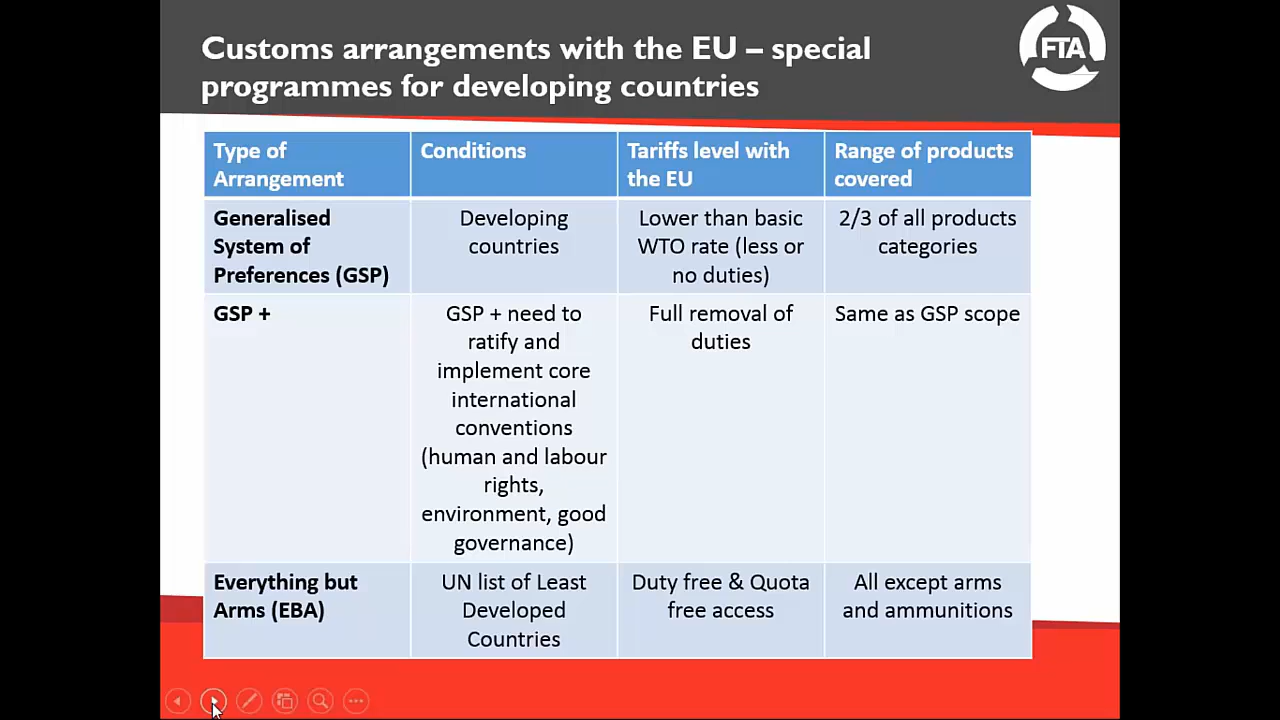 Customs arrangements with the EU – special
programmes for developing countries
FTA
Type of
Arrangement
Conditions
Tariffs level with
the EU
Range of products
covered
Generalised
System of
Preferences (GSP)
Developing
countries
Lower than basic
WTO rate (less or
no duties)
2/3 of all products
categories
GSP +
GSP + need to
ratify and
implement core
international
conventions
(human and labour
rights,
environment, good
governance)
Full removal of
duties
Same as GSP scope
Everything but
Arms (EBA)
UN list of Least
Developed
Countries
Duty free & Quota
free access
All except arms
and ammunitions